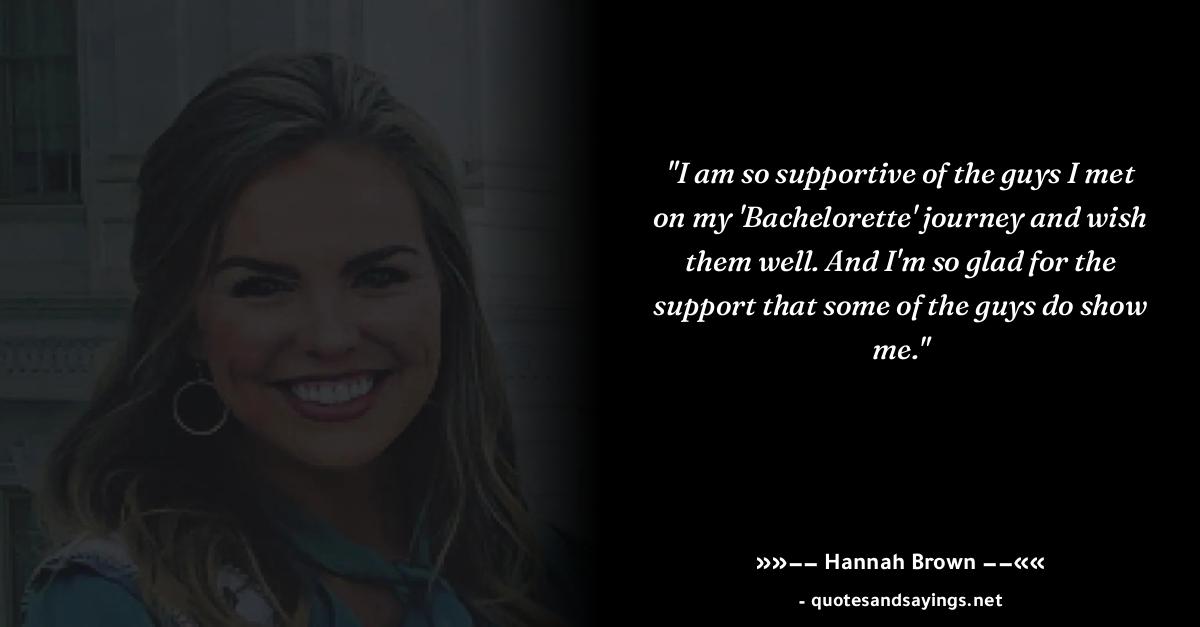 "I am so supportive of the guys I met
on my 'Bachelorette' journey and wish
them well. And I'm so glad for the
support that some of the guys do show
me."
»»−− Hannah Brown −−««
- quotesandsayings.net